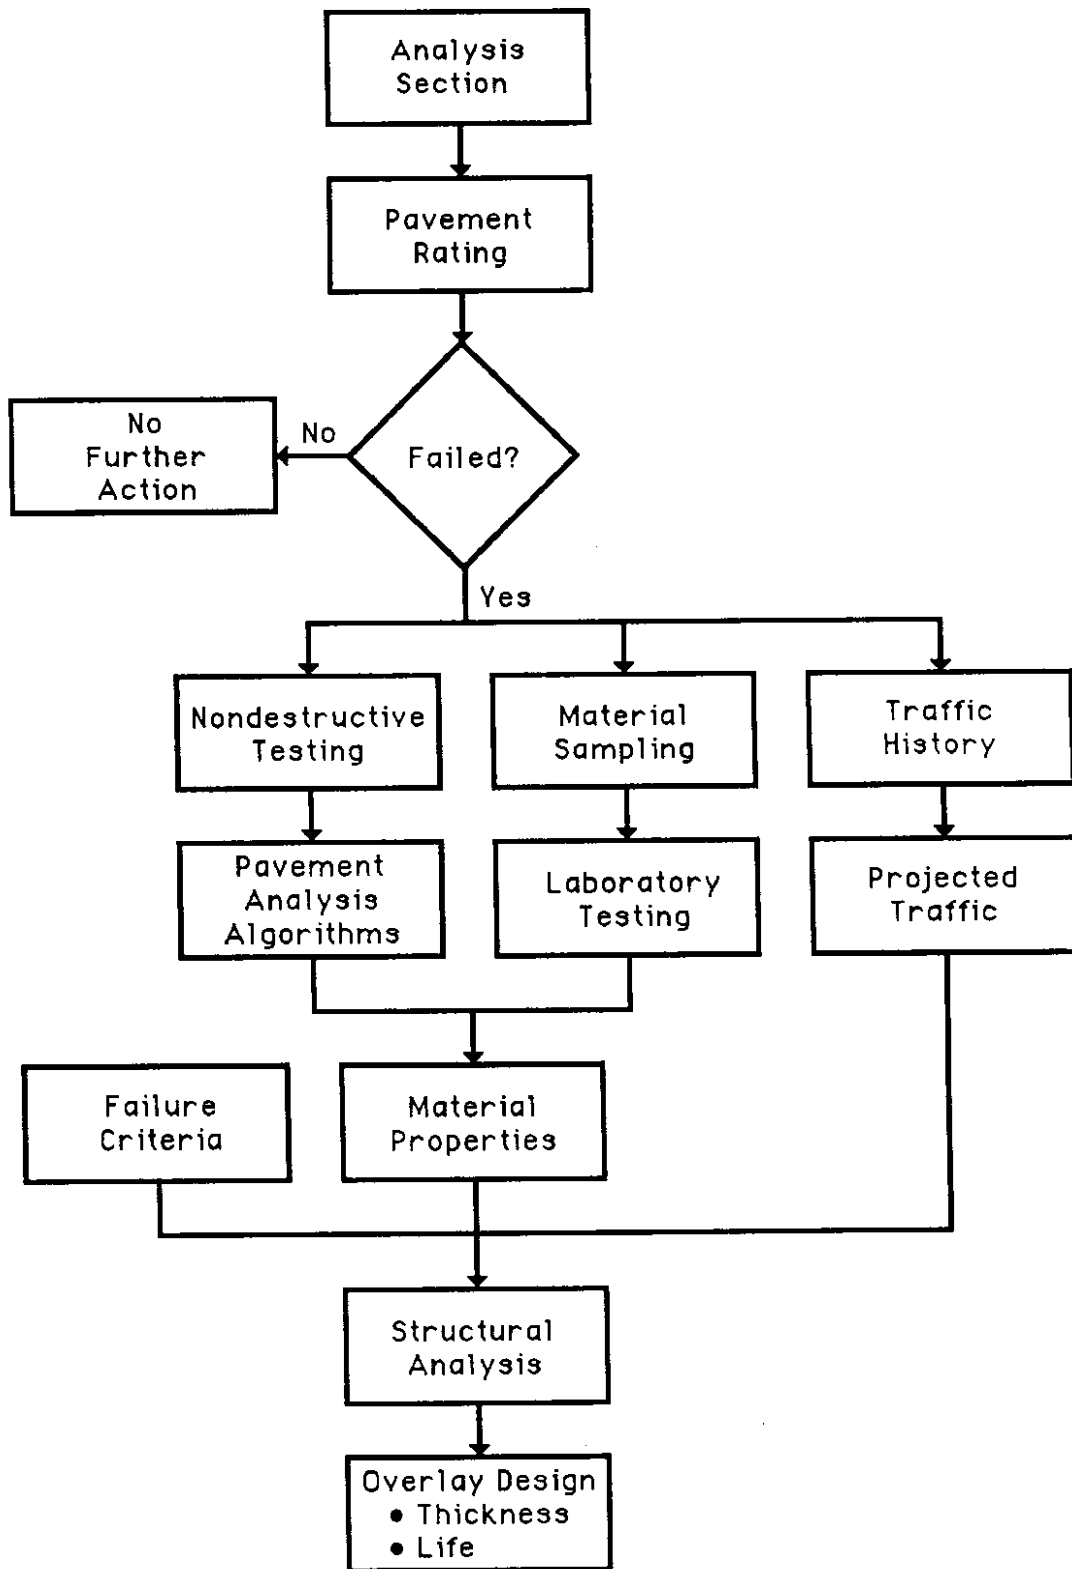 Analysis
Section
Pavement
Rating
Failed?
No
No
Further
Action
Yes
Nondestructive
Testing
Material
Sampling
Traffic
History
Pavement
Analysis
Algorithms
Laboratory
Testing
Projected
Traffic
Failure
Criteria
Material
Properties
Structural
Analysis
Overlay Design
• Thickness
• Life